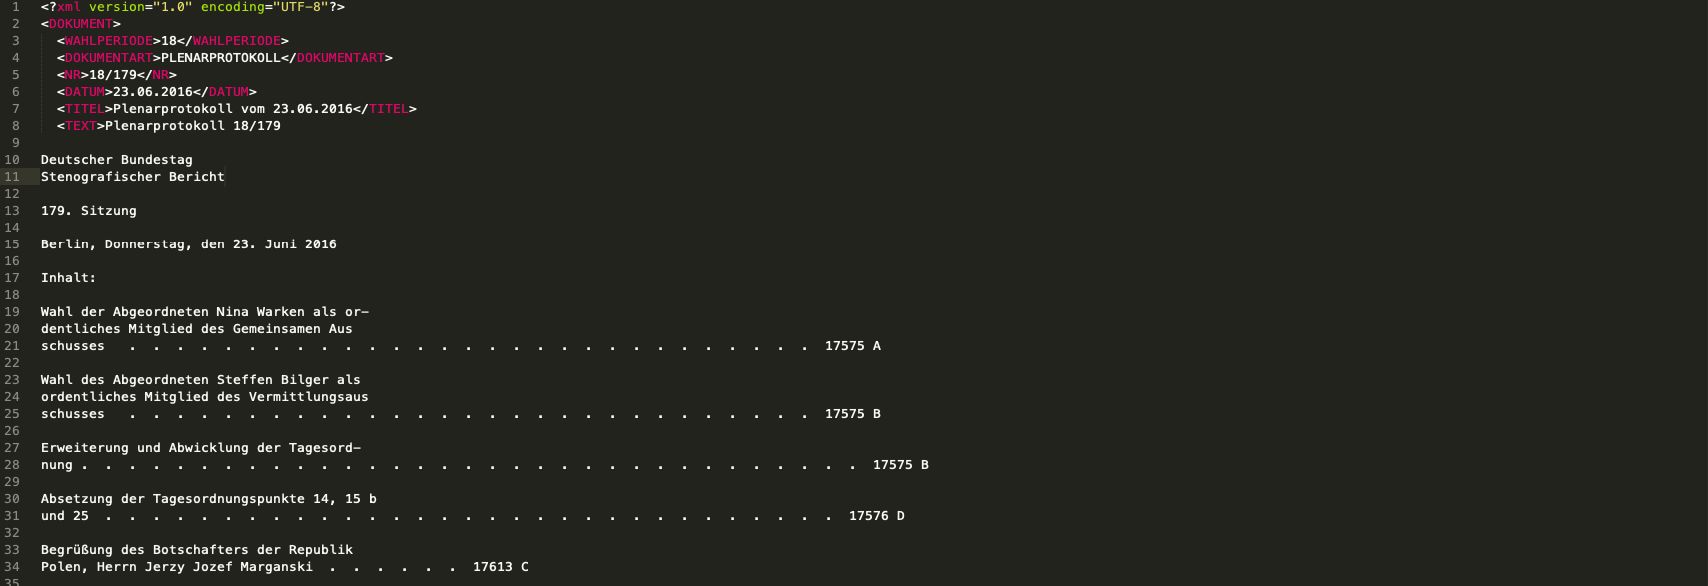 1 <?xml version="1.0" encoding="UTF-8"?>
2 <DOKUMENT>
3 <WAHLPERIODE>18</WAHLPERIODE>
4 <DOKUMENTART>PLENARPROTOKOLL</DOKUMENTART>
5 <NR>18/179</NR>
6 <DATUM>23.06.2016</DATUM>
7 <TITEL>Plenarprotokoll vom 23.06.2016</TITEL>
8 <TEXT>Plenarprotokoll 18/179
9
10 Deutscher Bundestag
11 Stenografischer Bericht
12
13 179. Sitzung
14
15 Berlin, Donnerstag, den 23. Juni 2016
16
17 Inhalt:
18
19 Wahl der Abgeordneten Nina Warken als or-
20 dentliches Mitglied des Gemeinsamen Aus
21 schusses . . . . . . . . . . . . . . . . . . . . . . . . . . . . . 17575 A
22
23 Wahl des Abgeordneten Steffen Bilger als
24 ordentliches Mitglied des Vermittlungsaus
25 schusses . . . . . . . . . . . . . . . . . . . . . . . . . . . . . 17575 B
26
27 Erweiterung und Abwicklung der Tagesord-
28 nung . . . . . . . . . . . . . . . . . . . . . . . . . . . . . . . . . 17575 B
29
30 Absetzung der Tagesordnungspunkte 14, 15 b
31 und 25 . . . . . . . . . . . . . . . . . . . . . . . . . . . . . . . 17576 D
32
33 Begrüßung des Botschafters der Republik
34 Polen, Herrn Jerzy Jozef Marganski . . . . . . 17613 C
35